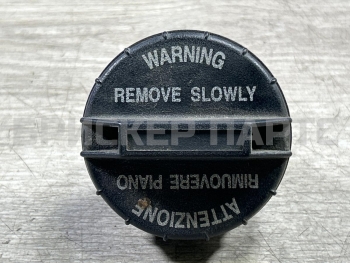 WARNING
REMOVE SLOWLY
RIMUOVERE PIANO
ATTENZIONE